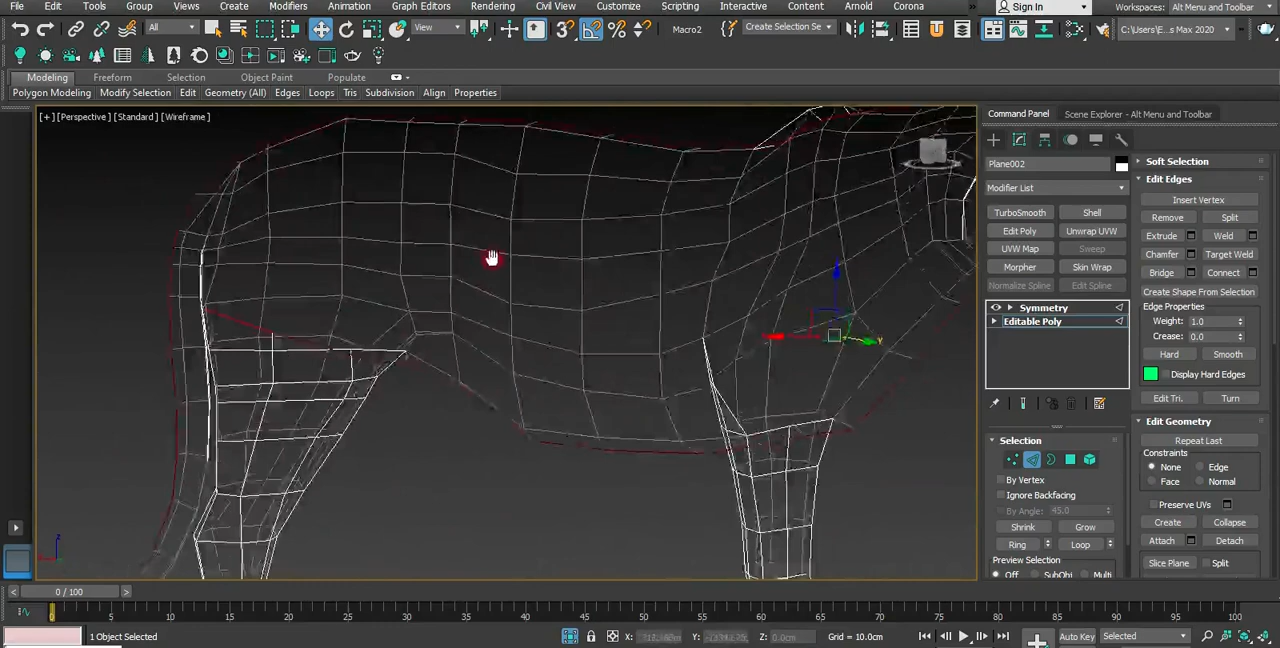 File Edit Tools Group Views Create Modifiers Animation Graph Editors Rendering Civil View Customize Scripting Interactive Content Arnold Corona » Sign In Workspaces: Alt Menu and Toolbar
All View Macro2 Create Selection Se C:\Users\E...s Max 2020
Modeling Freeform Selection Object Paint Populate
Polygon Modeling Modify Selection Edit Geometry (All) Edges Loops Tris Subdivision Align Properties
[+] [Perspective] [Standard] [Wireframe]
Command Panel Scene Explorer - Alt Menu and Toolbar
Plane002
Modifier List
TurboSmooth Shell
Edit Poly Unwrap UVW
UVW Map Sweep
Morpher Skin Wrap
Normalize Spline Edit Spline
Symmetry
Editable Poly
Selection
By Vertex
Ignore Backfacing
By Angle: 45.0
Shrink Grow
Ring Loop
Preview Selection
Off SubObj Multi
Soft Selection
Edit Edges
Insert Vertex
Remove Split
Extrude Weld
Chamfer Target Weld
Bridge Connect
Create Shape From Selection
Edge Properties
Weight: 1.0
Crease: 0.0
Hard Smooth
Display Hard Edges
Edit Tri. Turn
Edit Geometry
Repeat Last
Constraints
None Edge
Face Normal
Preserve UVs
Create Collapse
Attach Detach
Slice Plane Split
y
z
0 / 100
0 5 10 15 20 25 30 35 40 45 50 55 60 65 70 75 80 85 90 95 100
1 Object Selected X: Y: Z: 0.0cm Grid = 10.0cm Auto Key Selected